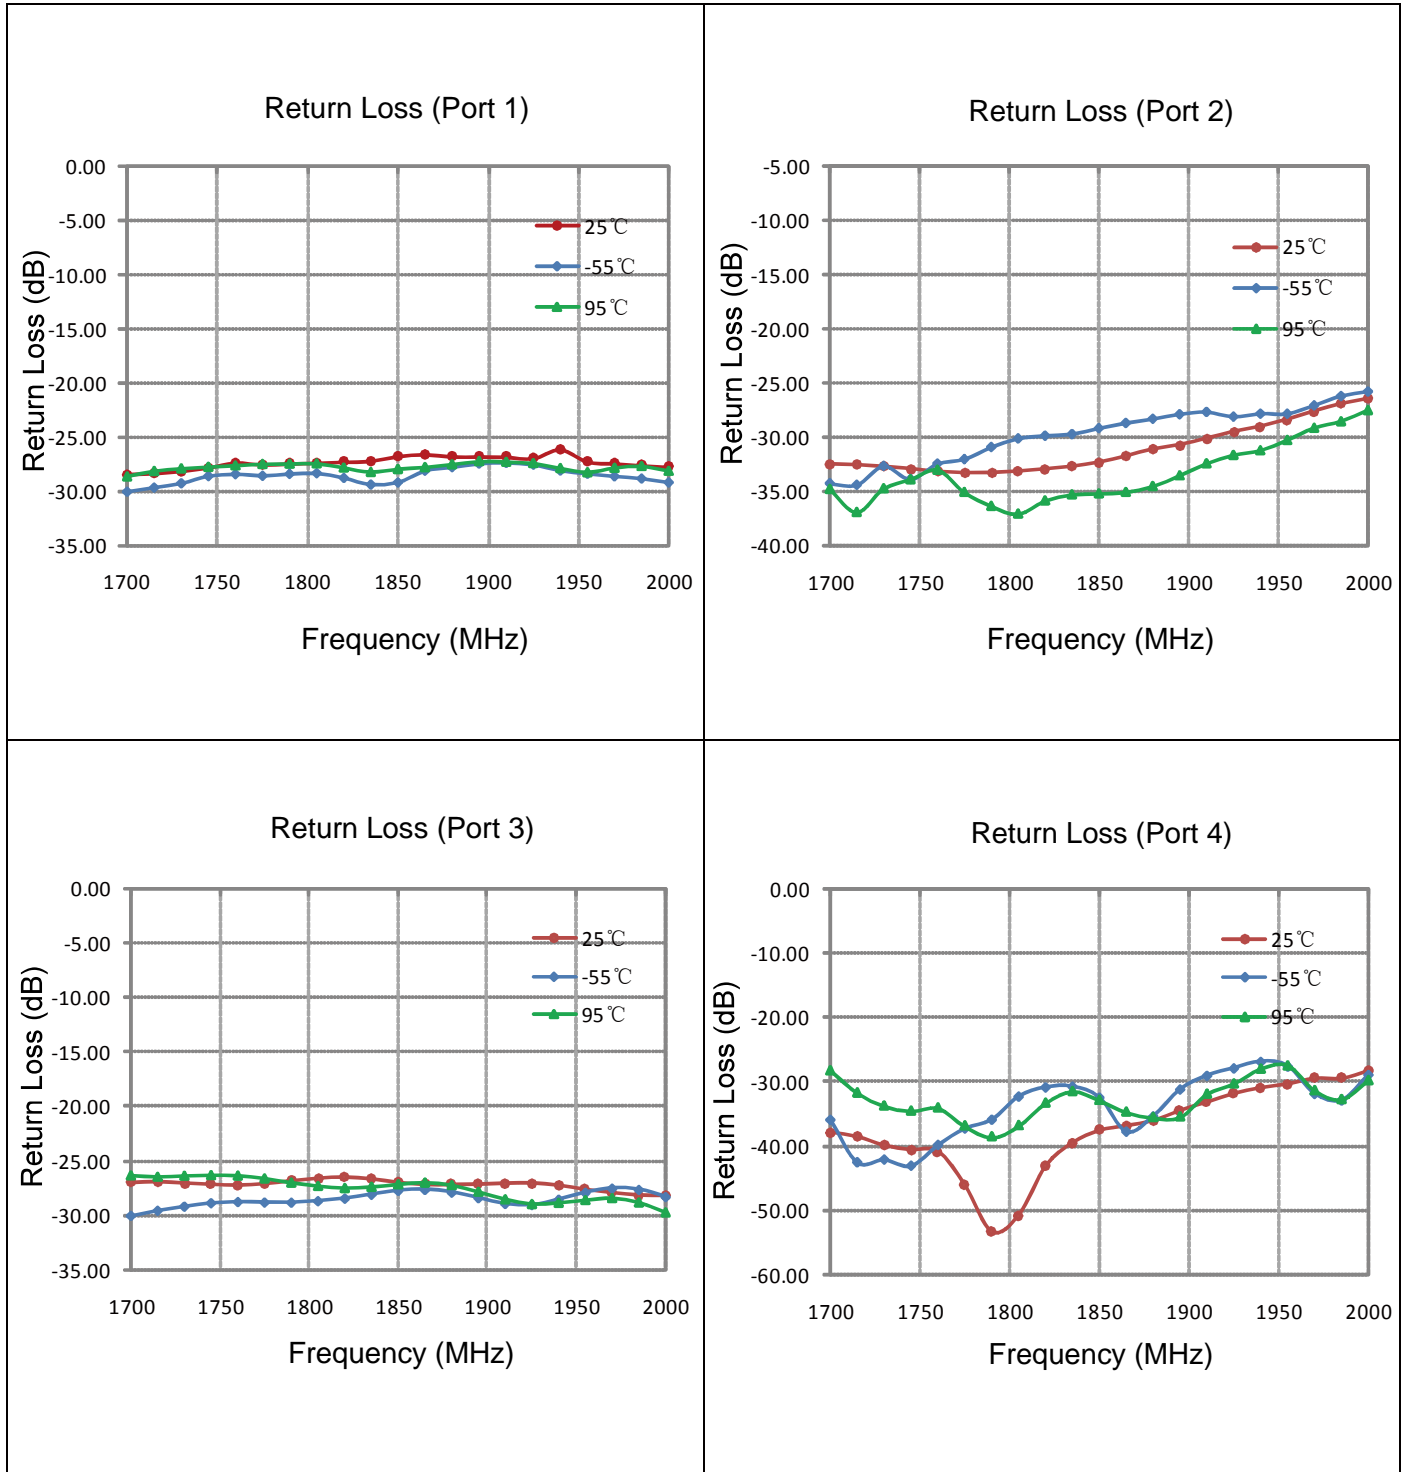 Return Loss (Port 1)
Return Loss (dB)
0.00
-5.00
-10.00
-15.00
-20.00
-25.00
-30.00
-35.00
25℃
-55℃
95℃
1700 1750 1800 1850 1900 1950 2000
Frequency (MHz)
Return Loss (Port 2)
Return Loss (dB)
-5.00
-10.00
-15.00
-20.00
-25.00
-30.00
-35.00
-40.00
25℃
-55℃
95℃
1700 1750 1800 1850 1900 1950 2000
Frequency (MHz)
Return Loss (Port 3)
Return Loss (dB)
0.00
-5.00
-10.00
-15.00
-20.00
-25.00
-30.00
-35.00
25℃
-55℃
95℃
1700 1750 1800 1850 1900 1950 2000
Frequency (MHz)
Return Loss (Port 4)
Return Loss (dB)
0.00
-10.00
-20.00
-30.00
-40.00
-50.00
-60.00
25℃
-55℃
95℃
1700 1750 1800 1850 1900 1950 2000
Frequency (MHz)